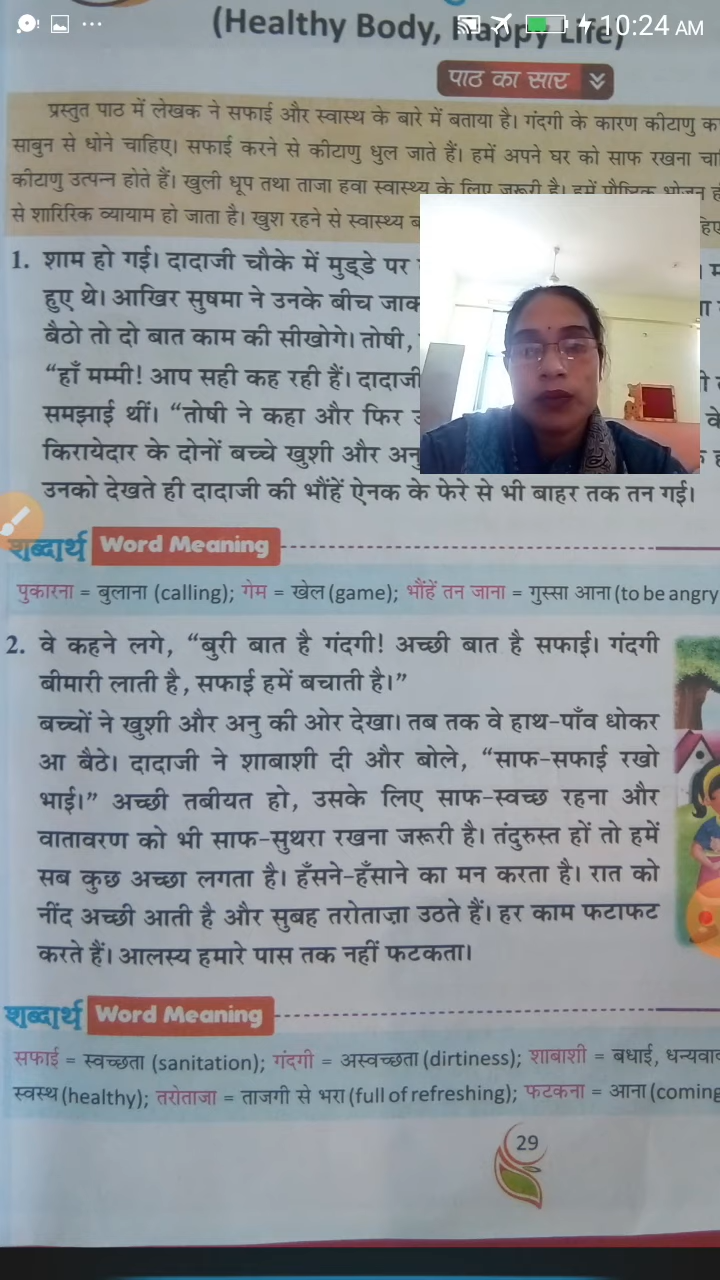 10:24 AM
(Healthy Body, Happy Life)
पाठ का सार
प्रस्तुत पाठ में लेखक ने सफाई और स्वास्थ के बारे में बताया है। गंदगी के कारण कीटाणु
साबुन से धोने चाहिए। सफाई करने से कीटाणु धुल जाते हैं। हमें अपने घर को साफ रखना
कीटाणु उत्पन्न होते हैं। खुली धूप तथा ताजा हवा स्वास्थ्य के लिए जरूरी है। हमें पौष्टिक भोजन
से शारिरिक व्यायाम हो जाता है। खुश रहने से स्वास्थ्य
1. शाम हो गई। दादाजी चौके में मुड्डे पर
हुए थे। आखिर सुषमा ने उनके बीच
बैठो तो दो बात काम की सीखोगे। तोषी,
“हाँ मम्मी! आप सही कह रही हैं। दादाजी
समझाई थीं। “तोषी ने कहा और फिर
किरायेदार के दोनों बच्चे खुशी और
उनको देखते ही दादाजी की भौंहें ऐनक के फेरे से भी बाहर तक तन गई।
शब्दार्थ Word Meaning
पुकारना = बुलाना (calling); गेम = खेल (game); भौंहें तन जाना = गुस्सा आना (to be angry
2. वे कहने लगे, “बुरी बात है गंदगी! अच्छी बात है सफाई। गंदगी
बीमारी लाती है, सफाई हमें बचाती है।”
बच्चों ने खुशी और अनु की ओर देखा। तब तक वे हाथ-पाँव धोकर
आ बैठे। दादाजी ने शाबाशी दी और बोले, “साफ-सफाई रखो
भाई।” अच्छी तबीयत हो, उसके लिए साफ-स्वच्छ रहना और
वातावरण को भी साफ-सुथरा रखना जरूरी है। तंदुरुस्त हों तो हमें
सब कुछ अच्छा लगता है। हँसने-हँसाने का मन करता है। रात को
नींद अच्छी आती है और सुबह तरोताज़ा उठते हैं। हर काम फटाफट
करते हैं। आलस्य हमारे पास तक नहीं फटकता।
शब्दार्थ Word Meaning
सफाई = स्वच्छता (sanitation); गंदगी = अस्वच्छता (dirtiness); शाबाशी = बधाई,
स्वस्थ (healthy); तरोताजा = ताजगी से भरा (full of refreshing); फटकना = आना (coming
29